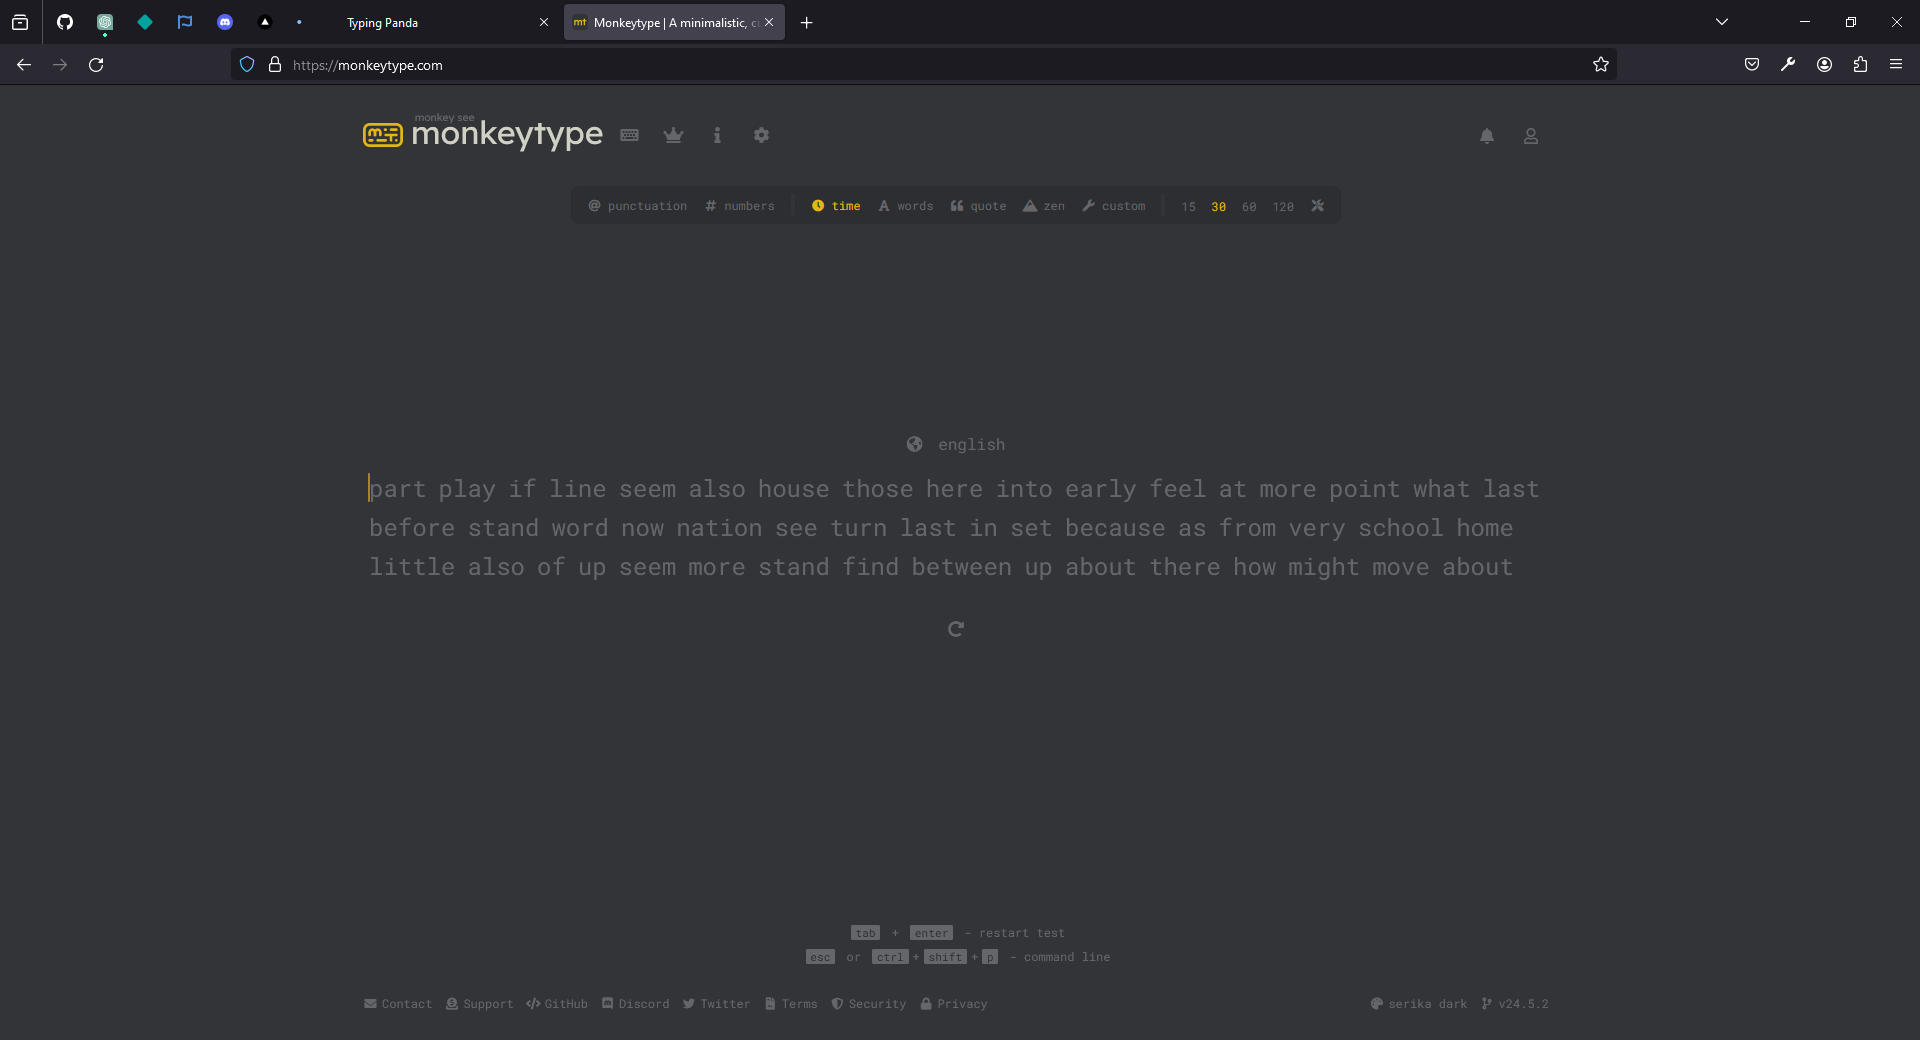 Typing Panda
Monkeytype | A minimalistic, c
https://monkeytype.com
monkey see
monkeytype
@ punctuation # numbers time A words quote zen custom 15 30 60 120
english
part play if line seem also house those here into early feel at more point what last
before stand word now nation see turn last in set because as from very school home
little also of up seem more stand find between up about there how might move about
tab + enter - restart test
esc or ctrl + shift + p - command line
Contact Support GitHub Discord Twitter Terms Security Privacy serika dark v24.5.2